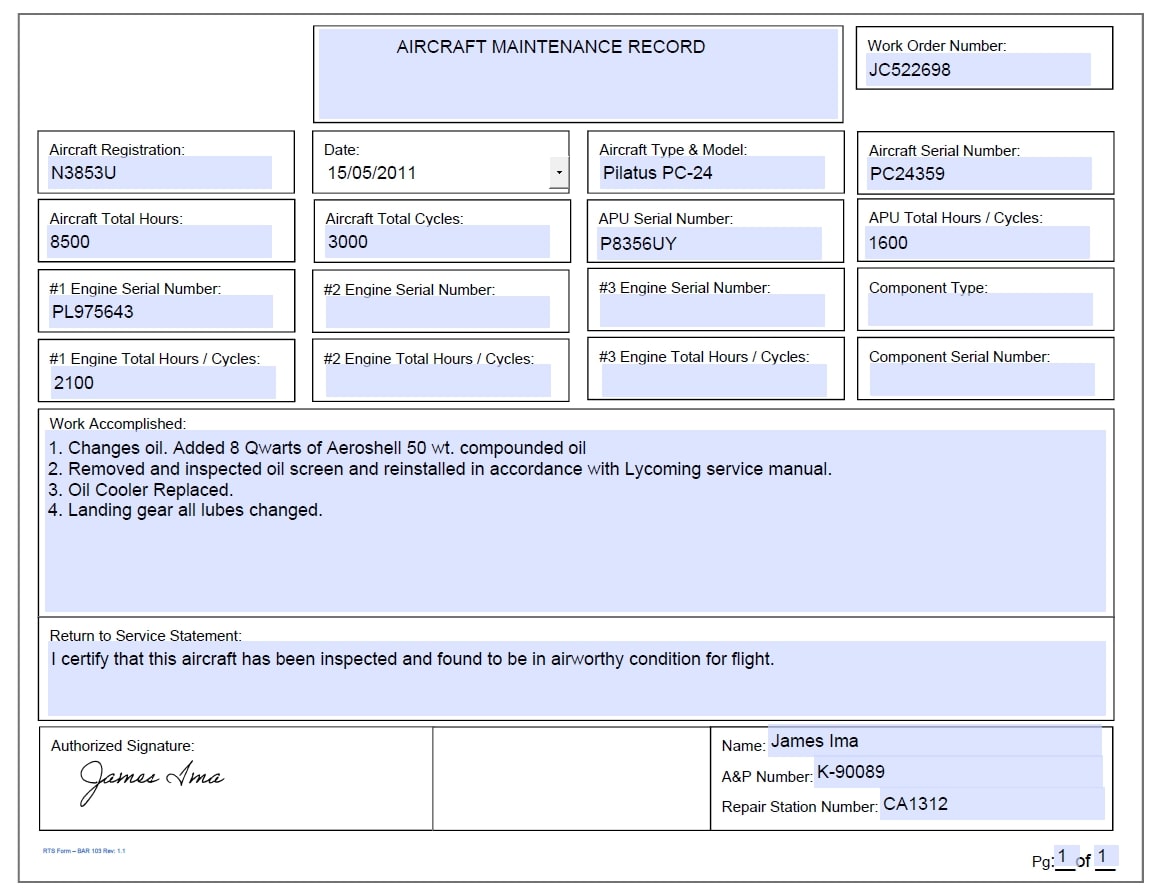 AIRCRAFT MAINTENANCE RECORD
Work Order Number:
JC522698
Aircraft Registration:
N3853U
Date:
15/05/2011
Aircraft Type & Model:
Pilatus PC-24
Aircraft Serial Number:
PC24359
Aircraft Total Hours:
8500
Aircraft Total Cycles:
3000
APU Serial Number:
P8356UY
APU Total Hours / Cycles:
1600
#1 Engine Serial Number:
PL975643
#2 Engine Serial Number:
#3 Engine Serial Number:
Component Type:
#1 Engine Total Hours / Cycles:
2100
#2 Engine Total Hours / Cycles:
#3 Engine Total Hours / Cycles:
Component Serial Number:
Work Accomplished:
1. Changes oil. Added 8 Qwarts of Aeroshell 50 wt. compounded oil
2. Removed and inspected oil screen and reinstalled in accordance with Lycoming service manual.
3. Oil Cooler Replaced.
4. Landing gear all lubes changed.
Return to Service Statement:
I certify that this aircraft has been inspected and found to be in airworthy condition for flight.
Authorized Signature:
James Ima
Name: James Ima
A&P Number: K-90089
Repair Station Number: CA1312
RTS Form – BAR 103 Rev: 1.1
Pg: 1 of 1